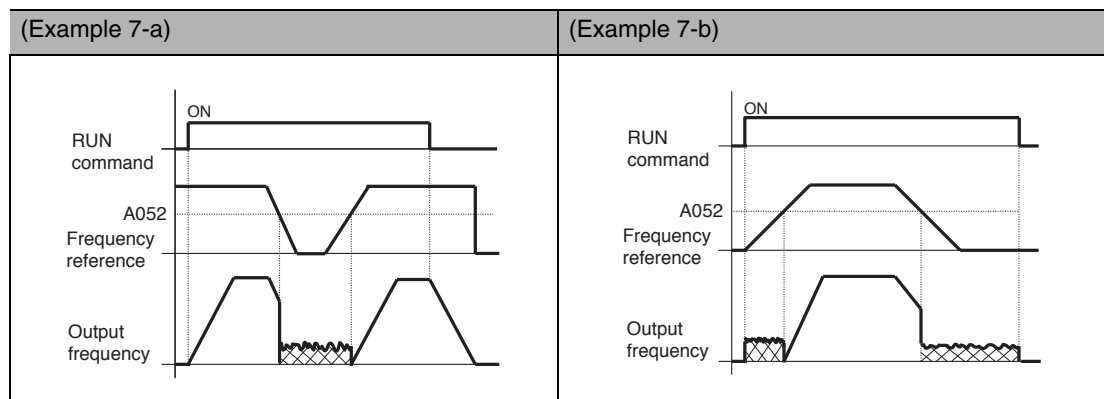 (Example 7-a)
ON
RUN
command
A052
Frequency
reference
Output
frequency
(Example 7-b)
ON
RUN
command
A052
Frequency
reference
Output
frequency